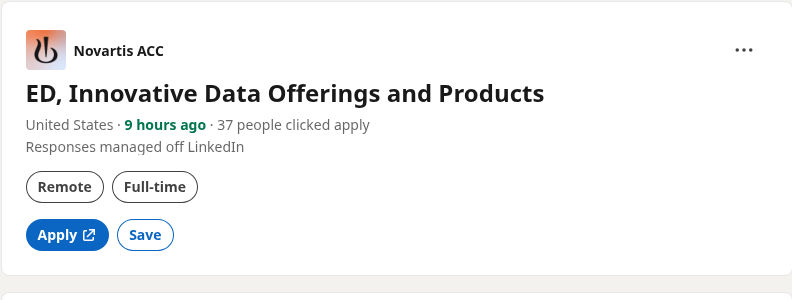 Novartis ACC
ED, Innovative Data Offerings and Products
United States · 9 hours ago · 37 people clicked apply
Responses managed off LinkedIn
Remote
Full-time
Apply
Save